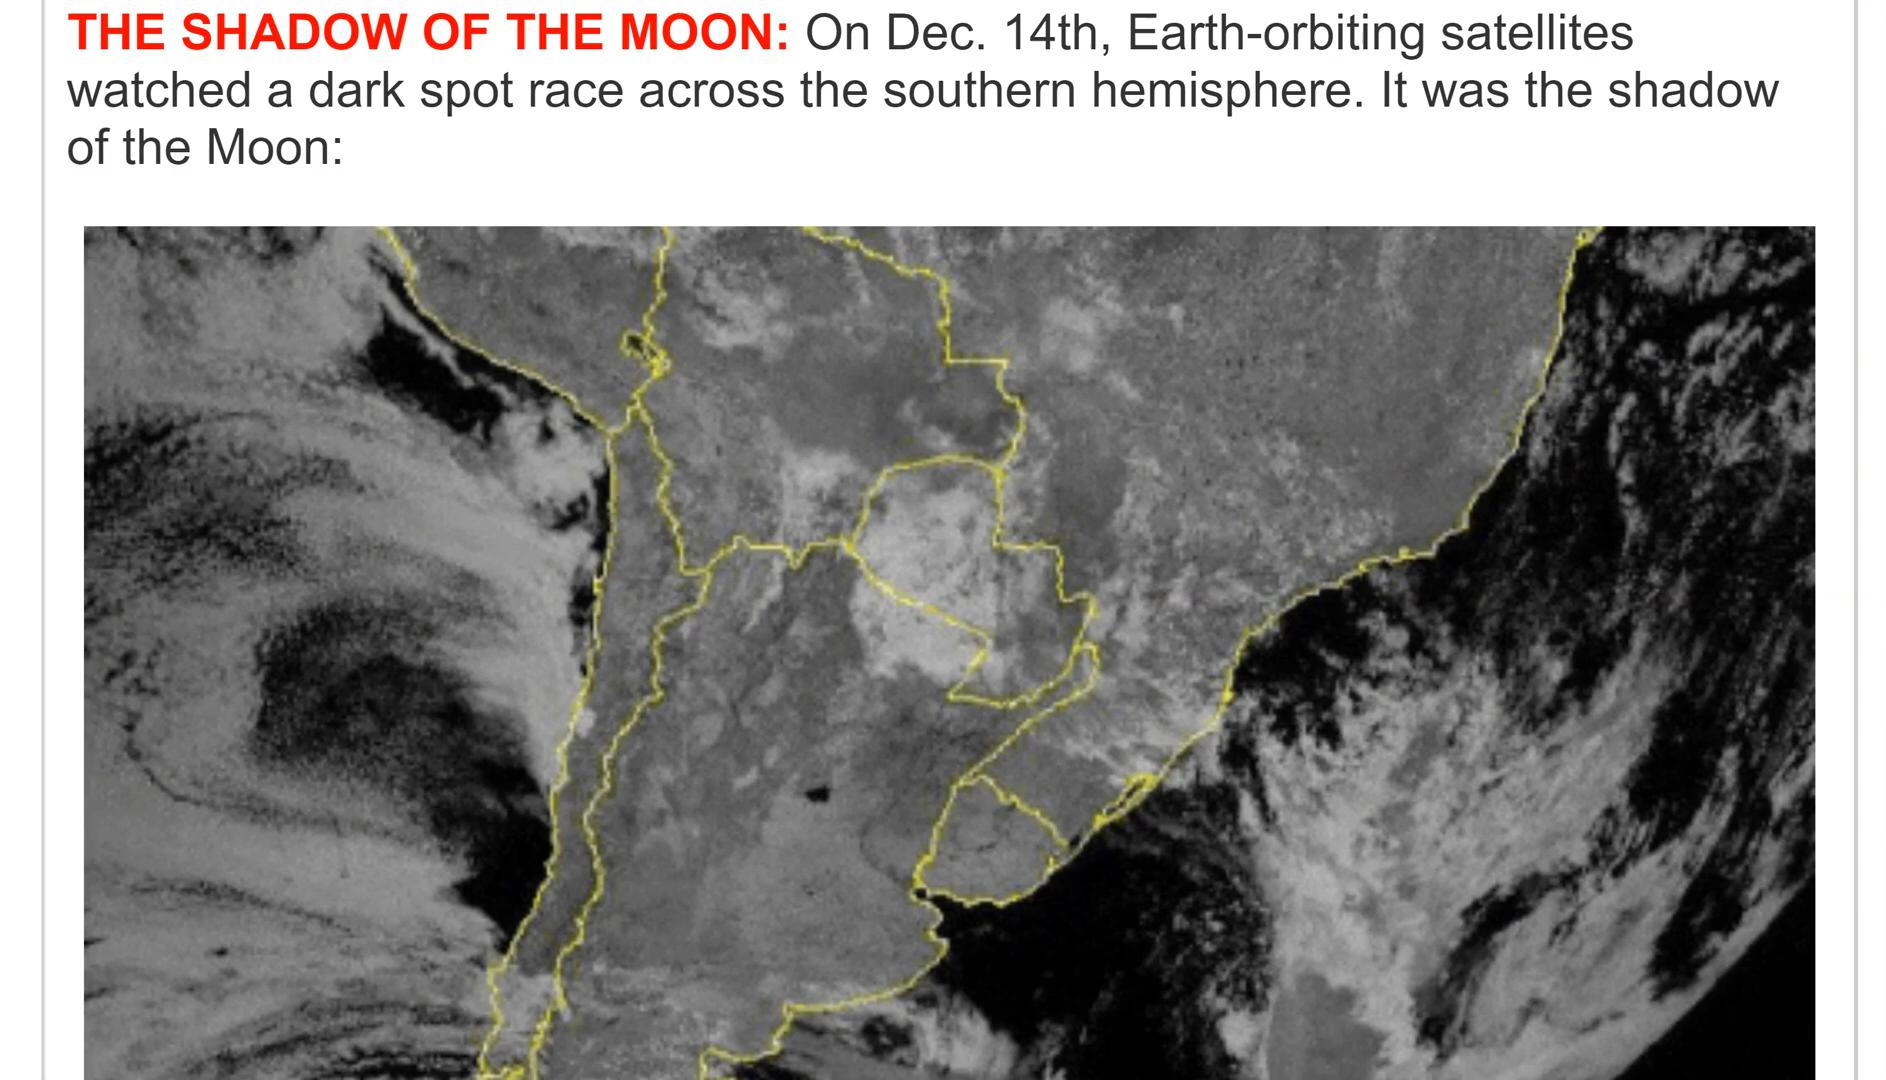 THE SHADOW OF THE MOON: On Dec. 14th, Earth-orbiting satellites
watched a dark spot race across the southern hemisphere. It was the shadow
of the Moon: